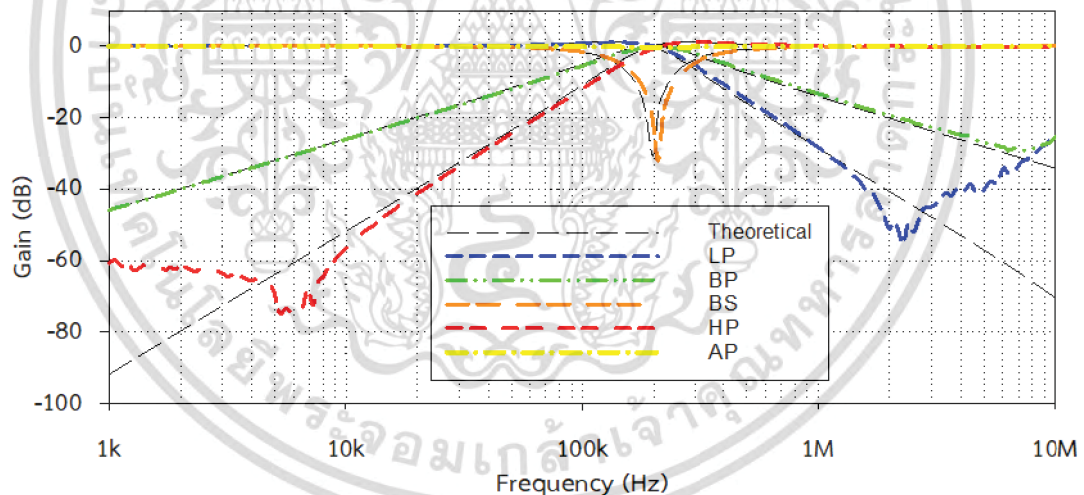 0
-20
-40
-60
-80
-100
Gain (dB)
Theoretical
LP
BP
BS
HP
AP
1k
10k
100k
1M
10M
Frequency (Hz)